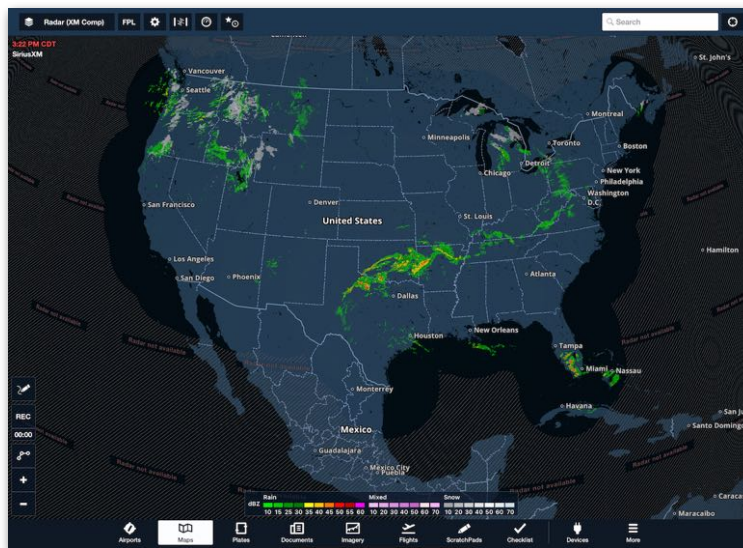 Radar (XM Comp)
FPL
Search
3:22 PM CDT
SiriusXM
St. John's
Vancouver
Seattle
Montreal
Minneapolis
Toronto
Boston
Detroit
Chicago
New York
Philadelphia
Washington
D.C.
San Francisco
Denver
United States
St. Louis
Hamilton
Los Angeles
San Diego
Phoenix
Atlanta
Dallas
Radar not available
Houston
New Orleans
Tampa
Miami
Nassau
Monterrey
Havana
REC
00:00
Mexico
Santo Domingo
Guadalajara
Mexico City
Puebla
Radar not available
Caracas
Maracaibo
Rain Mixed Snow
dBZ 10 15 25 30 35 40 45 50 55 60 10 20 30 40 50 60 70 10 20 30 40 50 60 70
Airports Maps Plates Documents Imagery Flights ScratchPads Checklist Devices More